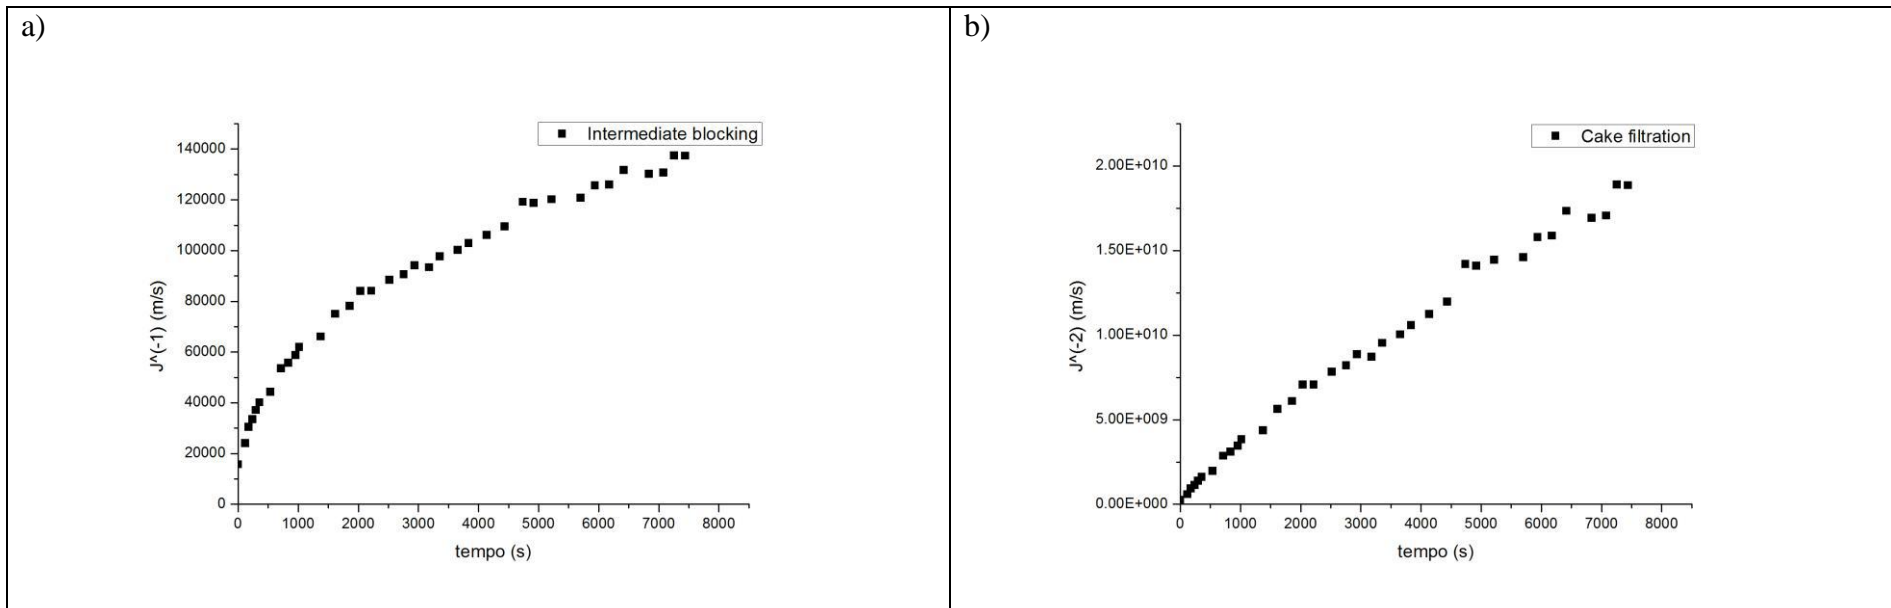 a)
Intermediate blocking
140000
120000
100000
80000
60000
40000
20000
0
J^(-1) (m/s)
0 1000 2000 3000 4000 5000 6000 7000 8000
tempo (s)
b)
Cake filtration
2.00E+010
1.50E+010
1.00E+010
5.00E+009
0.00E+000
J^(-2) (m/s)
0 1000 2000 3000 4000 5000 6000 7000 8000
tempo (s)